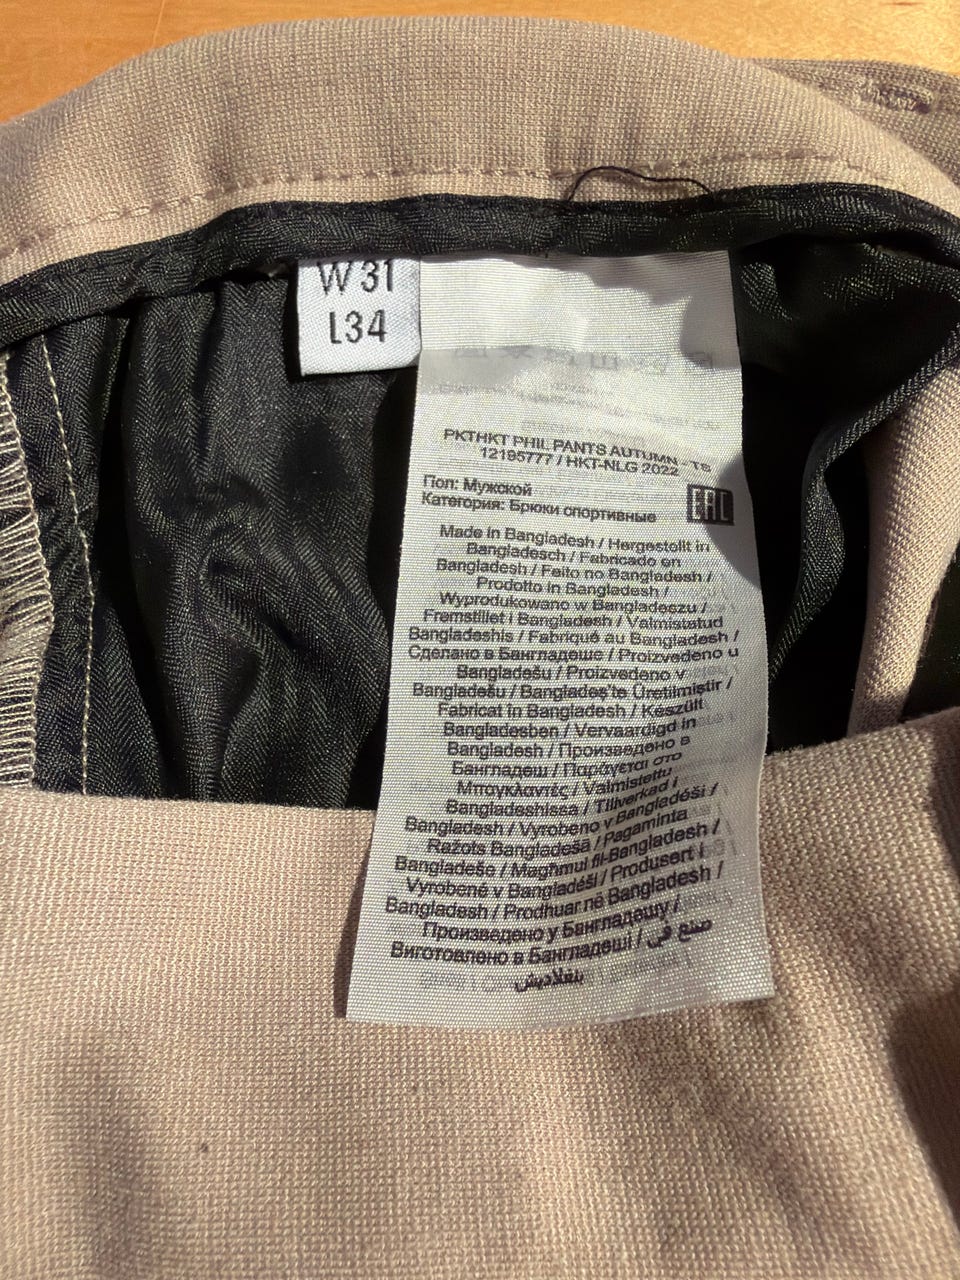 W 31
L34
PKTHKT PHIL PANTS AUTUMN - TS
12195777 / HKT-NLG 2022
Пол: Мужской
Категория: Брюки спортивные
EAC
Made in Bangladesh / Hergestollt in
Bangladesch / Fabricado en
Bangladesh / Feito no Bangladesh /
Prodotto in Bangladesh /
Wyprodukowano w Bangladeszu /
Fremstillet i Bangladesh / Valmistatud
Bangladeshis / Fabriqué au Bangladesh /
Сделано в Бангладеше / Proizvedeno u
Bangladešu / Proizvedeno v
Bangladešu / Bangladeş'te Üretilmiştir /
Fabricat în Bangladesh / Készült
Bangladesben / Vervaardigd in
Bangladesh / Произведено в
Бангладеш / Παράγεται στο
Μπαγκλαντές / Valmistettu
Bangladeshissa / Tillverkad i
Bangladesh / Vyrobeno v Bangladéši /
Ražots Bangladešā / Pagaminta
Bangladeše / Magħmul fil-Bangladesh /
Vyrobené v Bangladéši / Produsert i
Bangladesh / Prodhuar në Bangladesh /
Произведено у Бангладешу /
Виготовлено в Бангладеші / صنع في
بنغلاديش